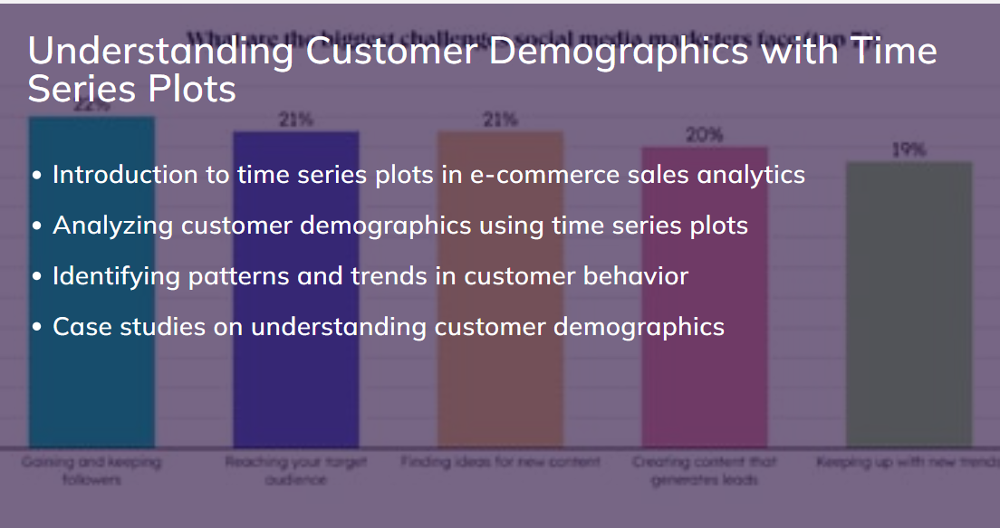 Understanding Customer Demographics with Time
Series Plots
What are the biggest challenges social media marketers face
22%
21%
21%
20%
19%
• Introduction to time series plots in e-commerce sales analytics
• Analyzing customer demographics using time series plots
• Identifying patterns and trends in customer behavior
• Case studies on understanding customer demographics
Gaining and keeping
followers
Reaching your target
audience
Finding ideas for new content
Creating content that
generates leads
Keeping up with new trends